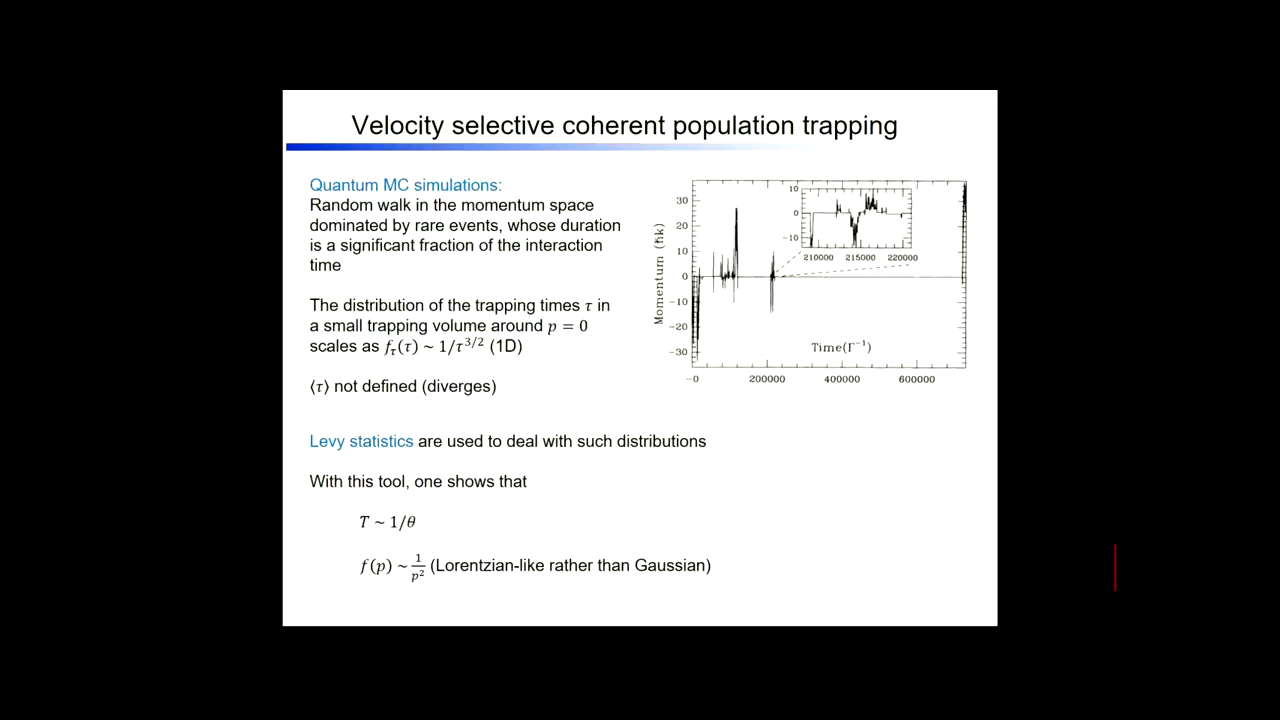 Velocity selective coherent population trapping
Quantum MC simulations:
Random walk in the momentum space
dominated by rare events, whose duration
is a significant fraction of the interaction
time
The distribution of the trapping times τ in
a small trapping volume around p = 0
scales as fτ(τ) ~ 1/τ^3/2 (1D)
⟨τ⟩ not defined (diverges)
Levy statistics are used to deal with such distributions
With this tool, one shows that
T ~ 1/θ
f(p) ~ 1/p² (Lorentzian-like rather than Gaussian)
Momentum (ħk)
30
20
10
0
−10
−20
−30
10
0
−10
210000 215000 220000
Time(Γ⁻¹)
−0 200000 400000 600000